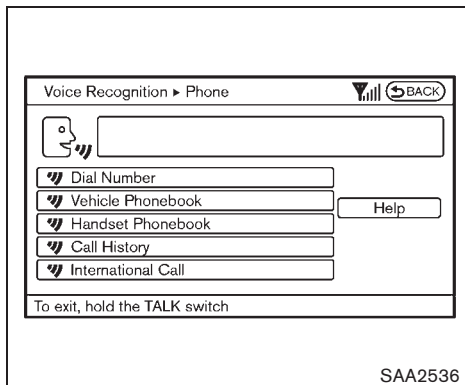 Voice Recognition ▸ Phone BACK
Dial Number
Vehicle Phonebook
Help
Handset Phonebook
Call History
International Call
To exit, hold the TALK switch
SAA2536